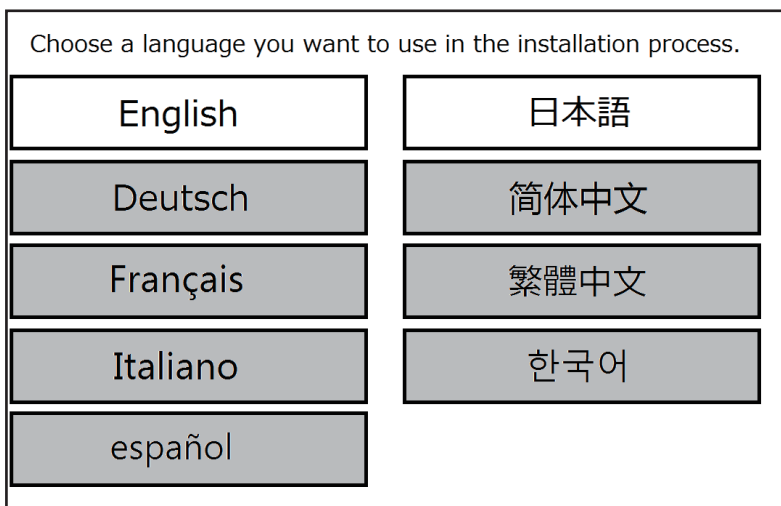 Choose a language you want to use in the installation process.
English
日本語
Deutsch
简体中文
Français
繁體中文
Italiano
한국어
español